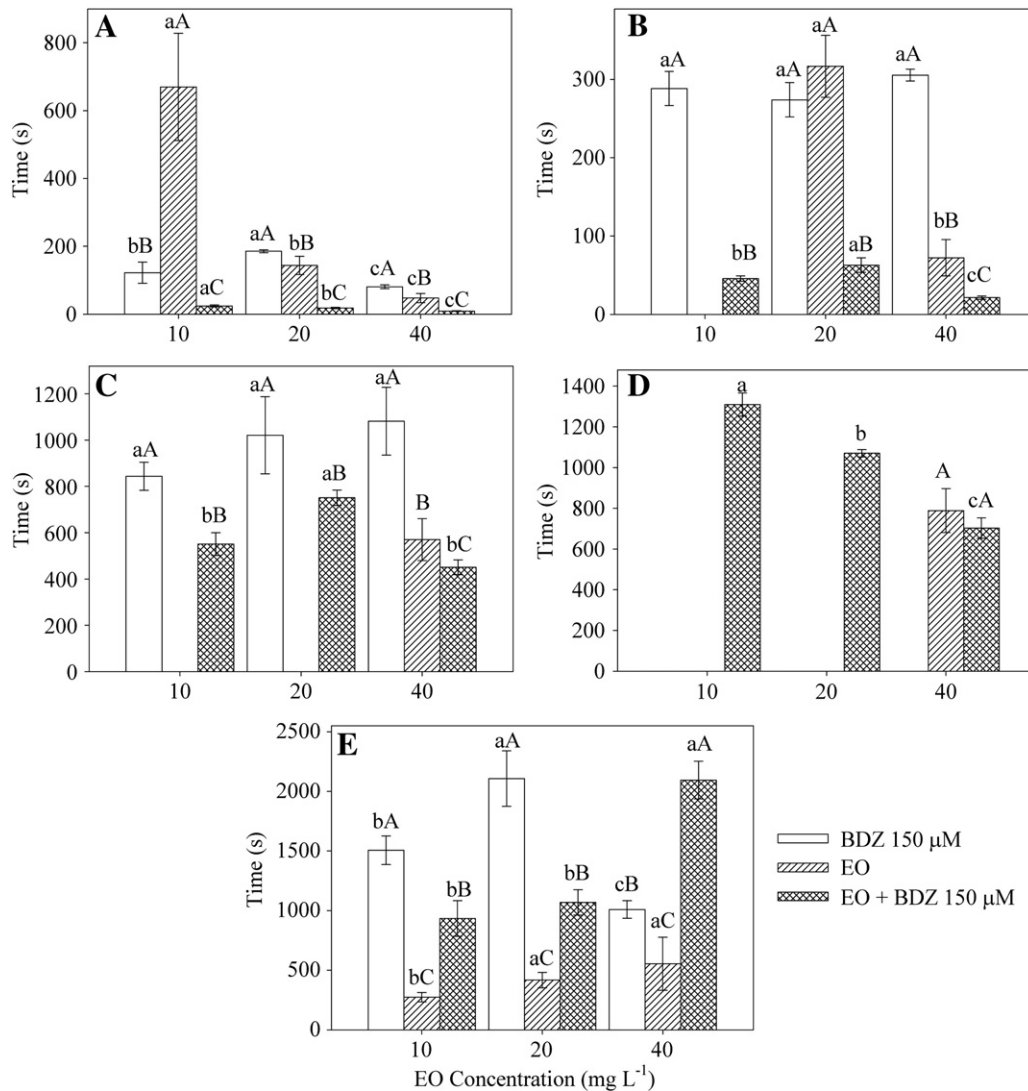 A
Time (s)
800
600
400
200
0
aA
bB
aC
aA
bB
bC
cA
cB
cC
10
20
40
B
Time (s)
300
200
100
0
aA
bB
aA
aA
aB
aA
bB
cC
10
20
40
C
Time (s)
1200
1000
800
600
400
200
0
aA
bB
aA
aB
aA
B
bC
10
20
40
D
Time (s)
1400
1200
1000
800
600
400
200
0
a
b
A
cA
10
20
40
E
Time (s)
2500
2000
1500
1000
500
0
bA
bC
bB
aA
aC
bB
cB
aC
aA
10
20
40
EO Concentration (mg L⁻¹)
BDZ 150 μM
EO
EO + BDZ 150 μM